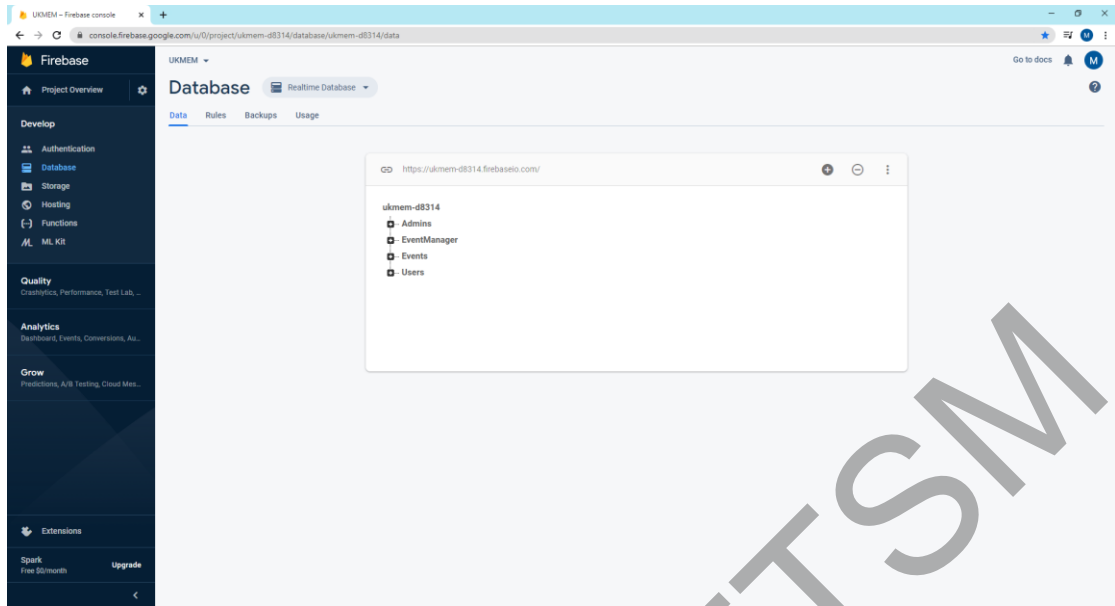 UKMEM – Firebase console
console.firebase.google.com/u/0/project/ukmem-d8314/database/ukmem-d8314/data
Firebase
UKMEM
Go to docs
M
Project Overview
Database
Realtime Database
Data Rules Backups Usage
Develop
Authentication
Database
Storage
Hosting
Functions
ML Kit
https://ukmem-d8314.firebaseio.com/
ukmem-d8314
Admins
EventManager
Events
Users
Quality
Crashlytics, Performance, Test Lab, ...
Analytics
Dashboard, Events, Conversions, Au...
Grow
Predictions, A/B Testing, Cloud Mes...
Extensions
Spark
Free $0/month
Upgrade
TSM